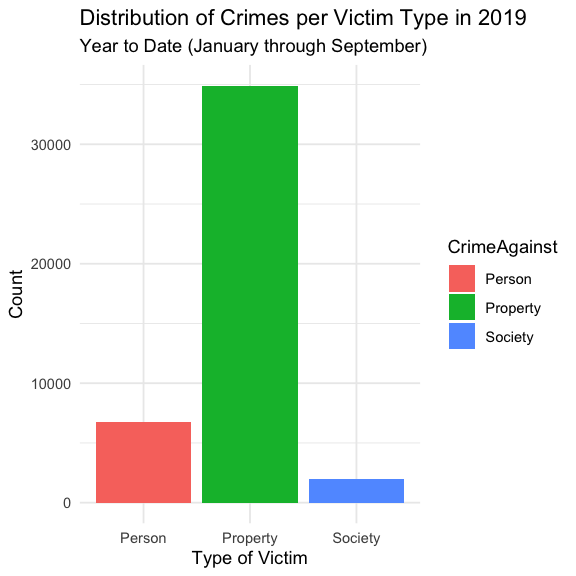 Distribution of Crimes per Victim Type in 2019
Year to Date (January through September)
Count
30000
20000
10000
0
Person Property Society
Type of Victim
CrimeAgainst
Person
Property
Society